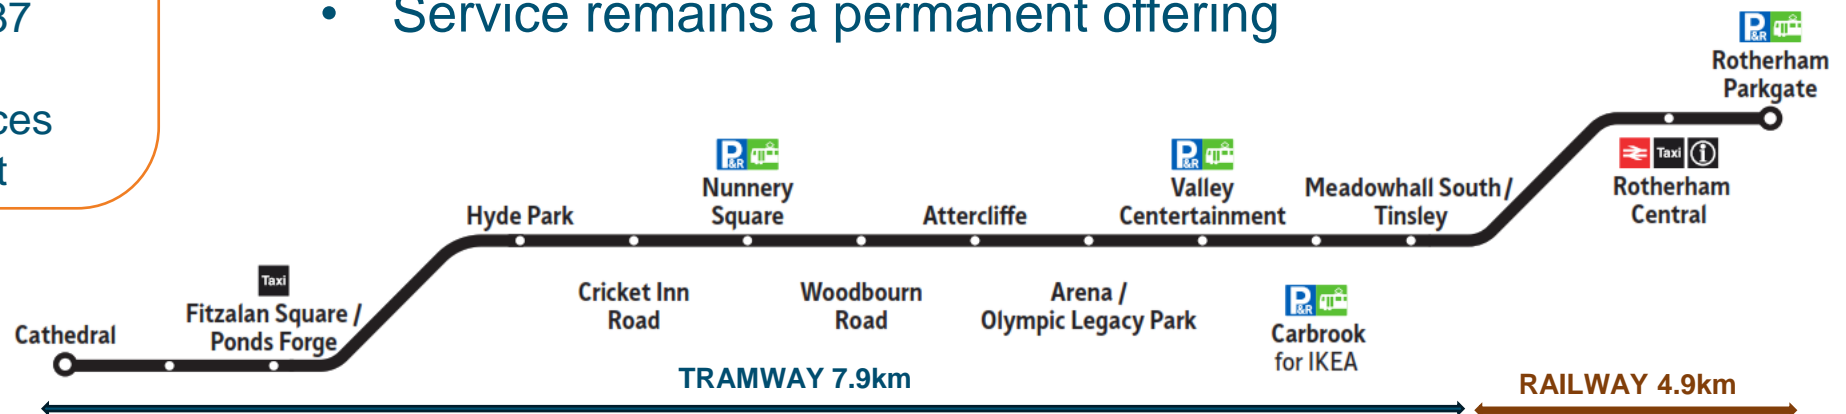 37
ces
t
• Service remains a permanent offering
P&R
Rotherham
Parkgate
P&R
Nunnery
Square
P&R
Valley
Centertainment
Meadowhall South /
Tinsley
Taxi
Rotherham
Central
Hyde Park
Attercliffe
Taxi
Fitzalan Square /
Ponds Forge
Cathedral
Cricket Inn
Road
Woodbourn
Road
Arena /
Olympic Legacy Park
P&R
Carbrook
for IKEA
TRAMWAY 7.9km
RAILWAY 4.9km